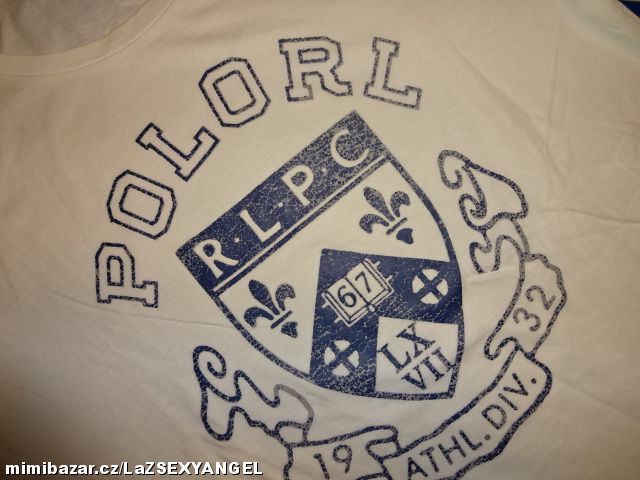 POLORL
R.L.P.C
67
LX
VII
19 ATHL. DIV. 32
mimibazar.cz/LaZSEXYANGEL